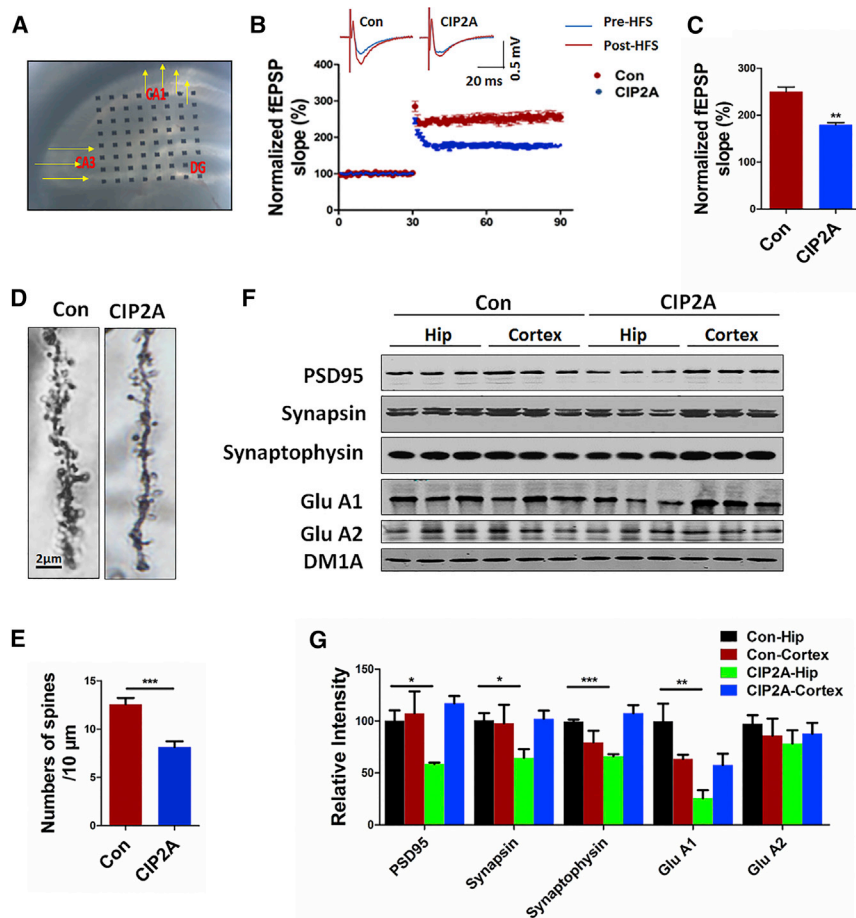 A
CA1
CA3
DG
B
Con
CIP2A
Pre-HFS
Post-HFS
0.5 mV
20 ms
Normalized fEPSP
slope (%)
400
300
200
100
0
0
30
60
90
Con
CIP2A
C
Normalized fEPSP
slope (%)
300
200
100
0
**
Con
CIP2A
D
Con
CIP2A
2μm
E
Numbers of spines
/10 μm
15
10
5
0
***
Con
CIP2A
F
Con
CIP2A
Hip
Cortex
Hip
Cortex
PSD95
Synapsin
Synaptophysin
Glu A1
Glu A2
DM1A
G
Con-Hip
Con-Cortex
CIP2A-Hip
CIP2A-Cortex
Relative Intensity
150
100
50
0
*
*
***
**
PSD95
Synapsin
Synaptophysin
Glu A1
Glu A2